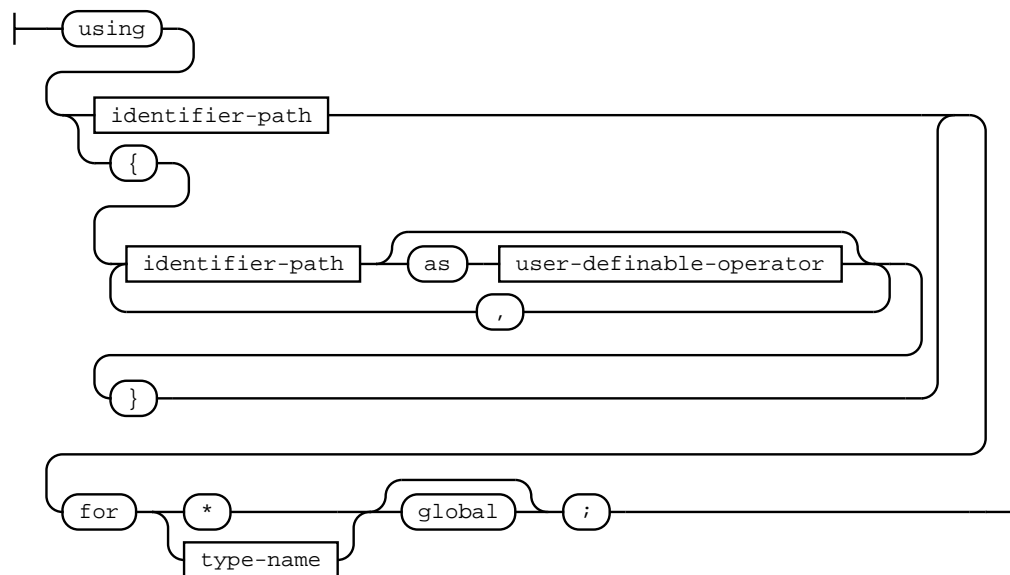 using
identifier-path
{
identifier-path as user-definable-operator
,
}
for * global ;
type-name